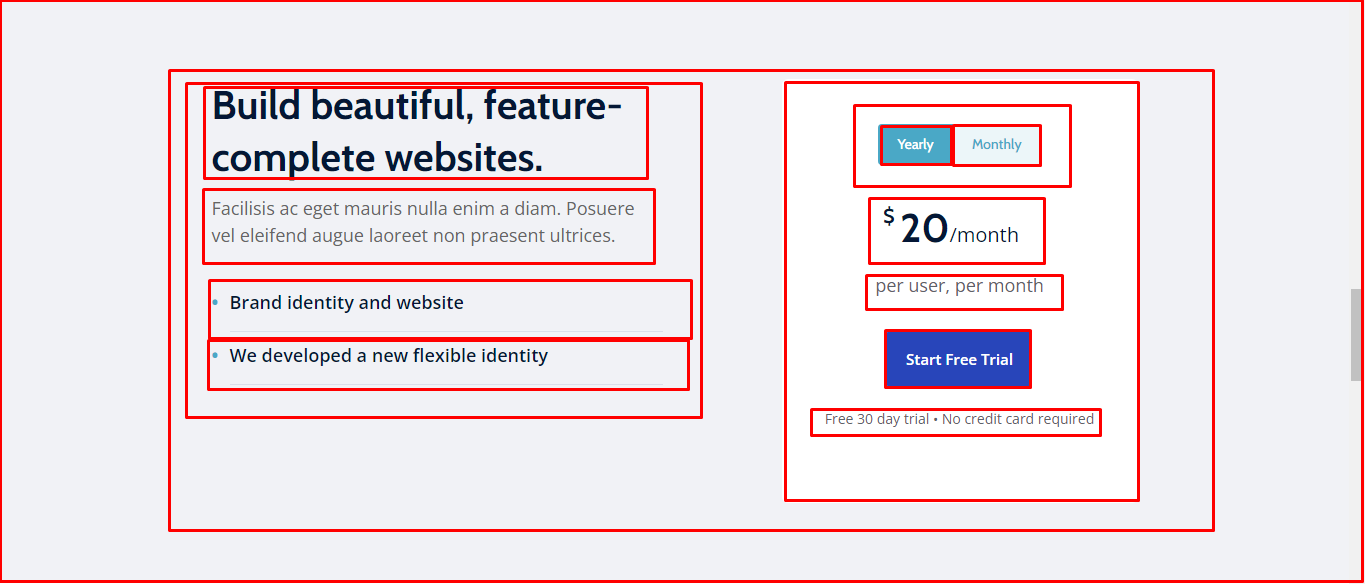 Build beautiful, feature-
complete websites.
Facilisis ac eget mauris nulla enim a diam. Posuere
vel eleifend augue laoreet non praesent ultrices.
• Brand identity and website
• We developed a new flexible identity
Yearly Monthly
$20/month
per user, per month
Start Free Trial
Free 30 day trial • No credit card required